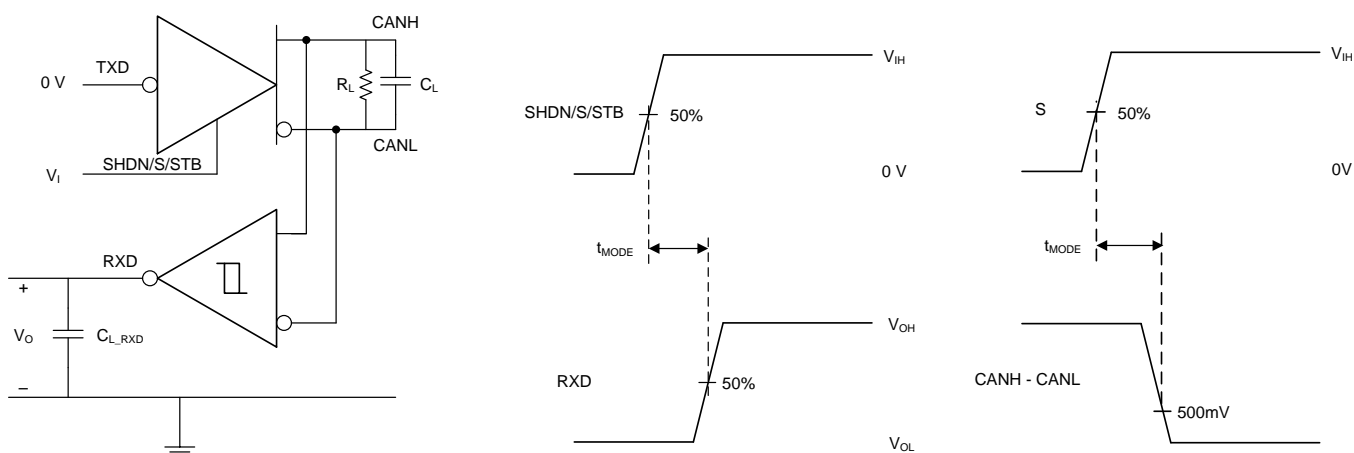 CANH
TXD
0 V
R_L
C_L
CANL
SHDN/S/STB
V_I
RXD
+
V_O
C_L_RXD
–
V_IH
SHDN/S/STB
50%
0 V
t_MODE
V_OH
RXD
50%
V_OL
V_IH
S
50%
0V
t_MODE
CANH - CANL
500mV